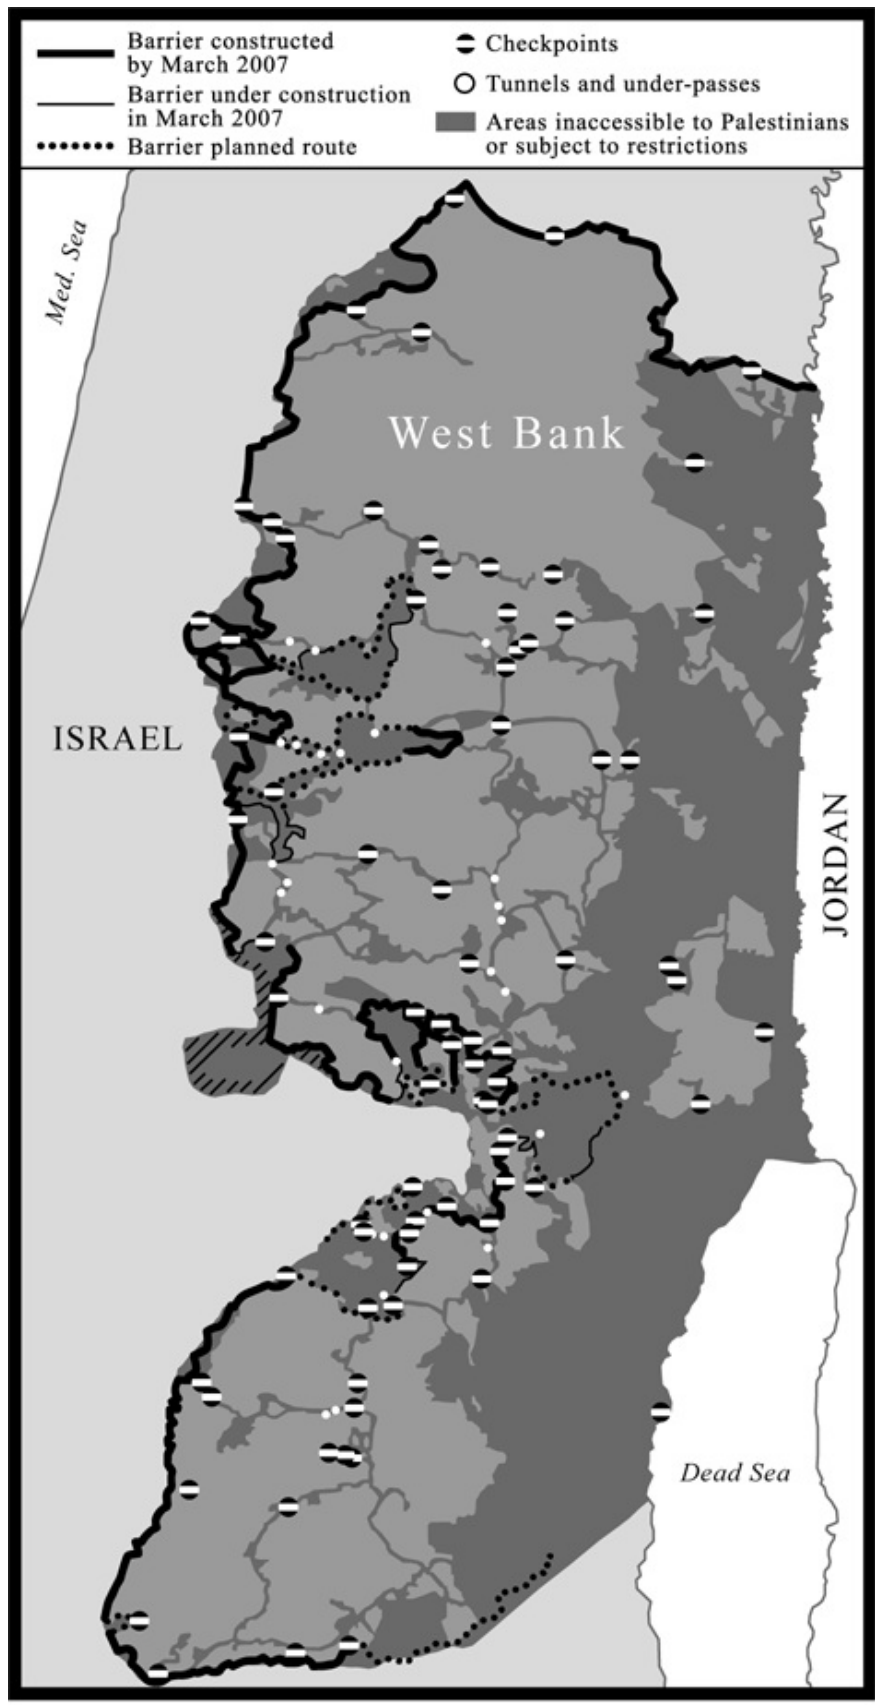 Barrier constructed
by March 2007
Barrier under construction
in March 2007
Barrier planned route
Checkpoints
Tunnels and under-passes
Areas inaccessible to Palestinians
or subject to restrictions
Med. Sea
West Bank
ISRAEL
JORDAN
Dead Sea